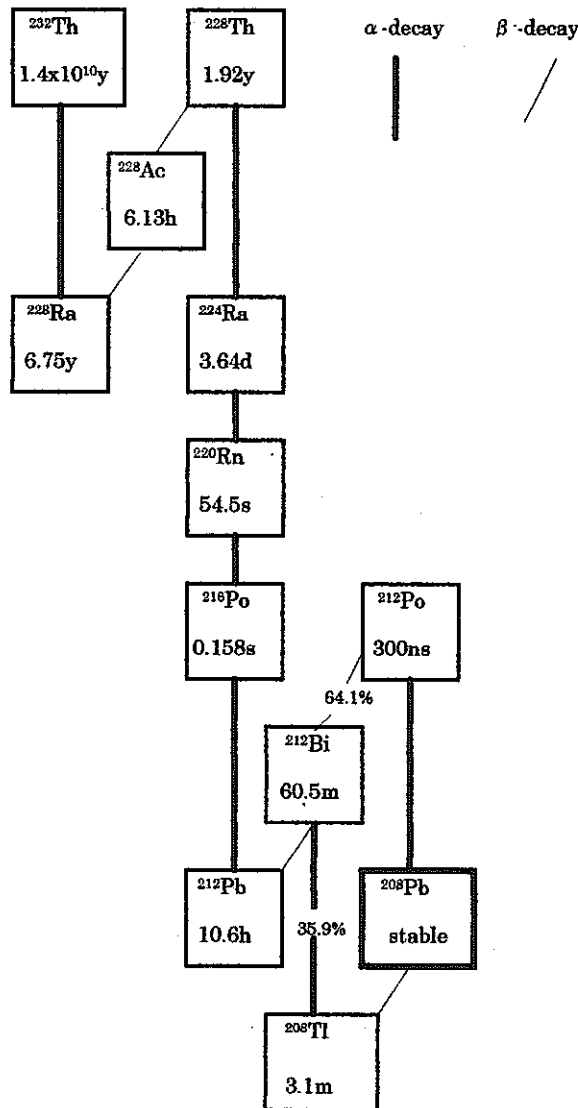 ²³²Th
1.4x10¹⁰y
²²⁸Th
1.92y
α-decay
β⁻-decay
²²⁸Ac
6.13h
²²⁸Ra
6.75y
²²⁴Ra
3.64d
²²⁰Rn
54.5s
²¹⁶Po
0.158s
²¹²Po
300ns
64.1%
²¹²Bi
60.5m
²¹²Pb
10.6h
35.9%
²⁰⁸Pb
stable
²⁰⁸Tl
3.1m